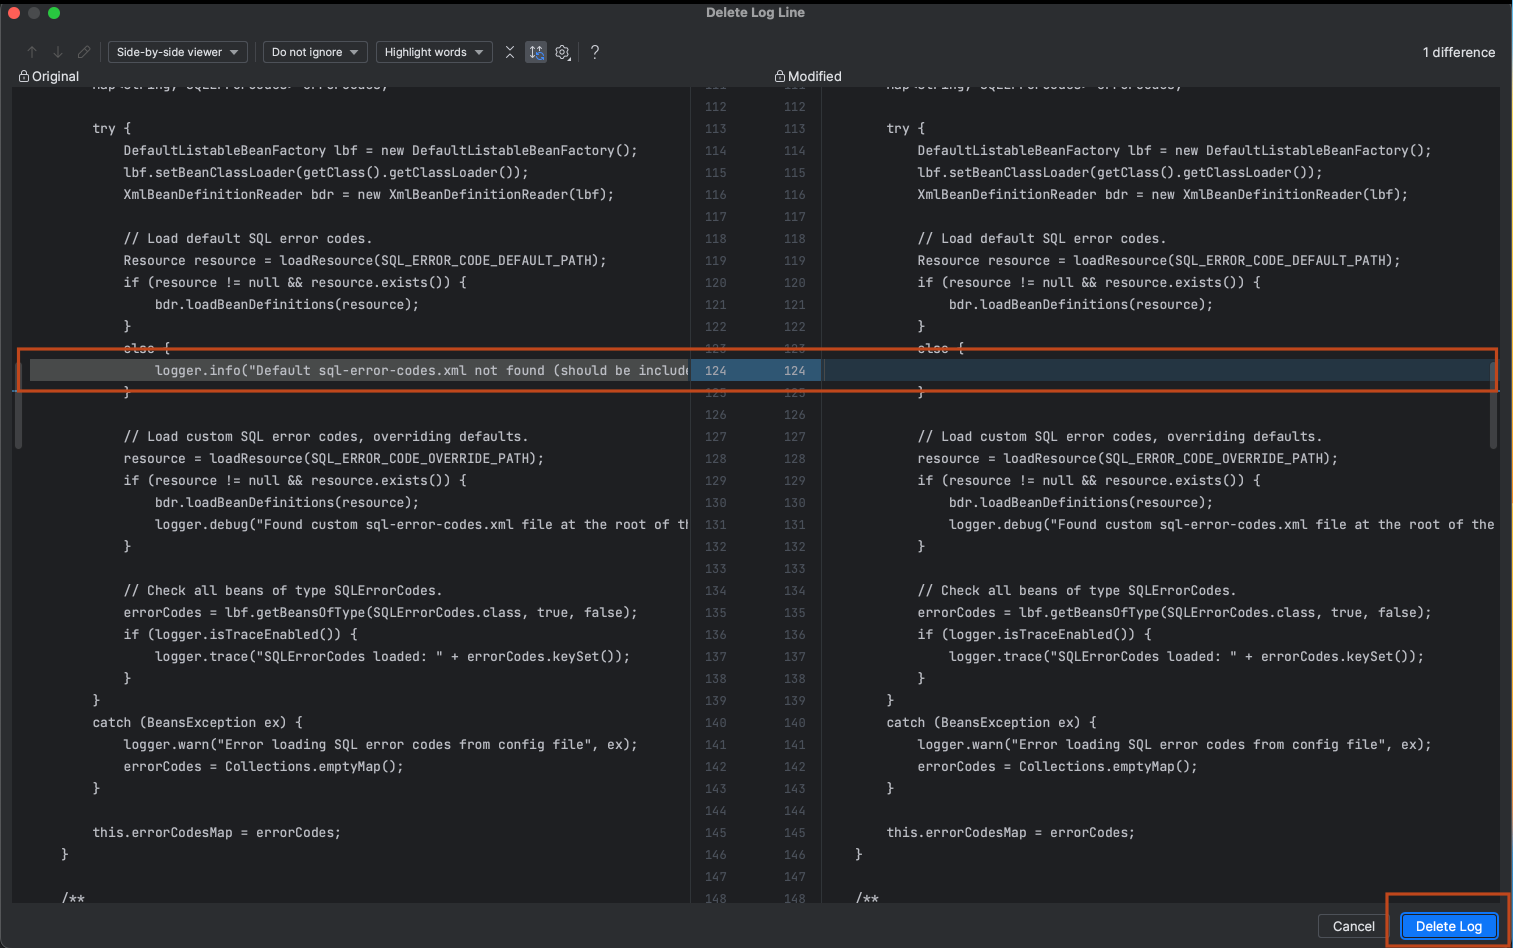 Delete Log Line
Side-by-side viewer Do not ignore Highlight words ? 1 difference
Original Modified
112 112
try { 113 113 try {
DefaultListableBeanFactory lbf = new DefaultListableBeanFactory(); 114 114 DefaultListableBeanFactory lbf = new DefaultListableBeanFactory();
lbf.setBeanClassLoader(getClass().getClassLoader()); 115 115 lbf.setBeanClassLoader(getClass().getClassLoader());
XmlBeanDefinitionReader bdr = new XmlBeanDefinitionReader(lbf); 116 116 XmlBeanDefinitionReader bdr = new XmlBeanDefinitionReader(lbf);
117 117
// Load default SQL error codes. 118 118 // Load default SQL error codes.
Resource resource = loadResource(SQL_ERROR_CODE_DEFAULT_PATH); 119 119 Resource resource = loadResource(SQL_ERROR_CODE_DEFAULT_PATH);
if (resource != null && resource.exists()) { 120 120 if (resource != null && resource.exists()) {
bdr.loadBeanDefinitions(resource); 121 121 bdr.loadBeanDefinitions(resource);
} 122 122 }
else { 123 123 else {
logger.info("Default sql-error-codes.xml not found (should be include 124 124
} 125 125 }
126 126
// Load custom SQL error codes, overriding defaults. 127 127 // Load custom SQL error codes, overriding defaults.
resource = loadResource(SQL_ERROR_CODE_OVERRIDE_PATH); 128 128 resource = loadResource(SQL_ERROR_CODE_OVERRIDE_PATH);
if (resource != null && resource.exists()) { 129 129 if (resource != null && resource.exists()) {
bdr.loadBeanDefinitions(resource); 130 130 bdr.loadBeanDefinitions(resource);
logger.debug("Found custom sql-error-codes.xml file at the root of th 131 131 logger.debug("Found custom sql-error-codes.xml file at the root of the
} 132 132 }
133 133
// Check all beans of type SQLErrorCodes. 134 134 // Check all beans of type SQLErrorCodes.
errorCodes = lbf.getBeansOfType(SQLErrorCodes.class, true, false); 135 135 errorCodes = lbf.getBeansOfType(SQLErrorCodes.class, true, false);
if (logger.isTraceEnabled()) { 136 136 if (logger.isTraceEnabled()) {
logger.trace("SQLErrorCodes loaded: " + errorCodes.keySet()); 137 137 logger.trace("SQLErrorCodes loaded: " + errorCodes.keySet());
} 138 138 }
} 139 139 }
catch (BeansException ex) { 140 140 catch (BeansException ex) {
logger.warn("Error loading SQL error codes from config file", ex); 141 141 logger.warn("Error loading SQL error codes from config file", ex);
errorCodes = Collections.emptyMap(); 142 142 errorCodes = Collections.emptyMap();
} 143 143 }
144 144
this.errorCodesMap = errorCodes; 145 145 this.errorCodesMap = errorCodes;
} 146 146 }
147 147
/** 148 148 /**
Cancel Delete Log